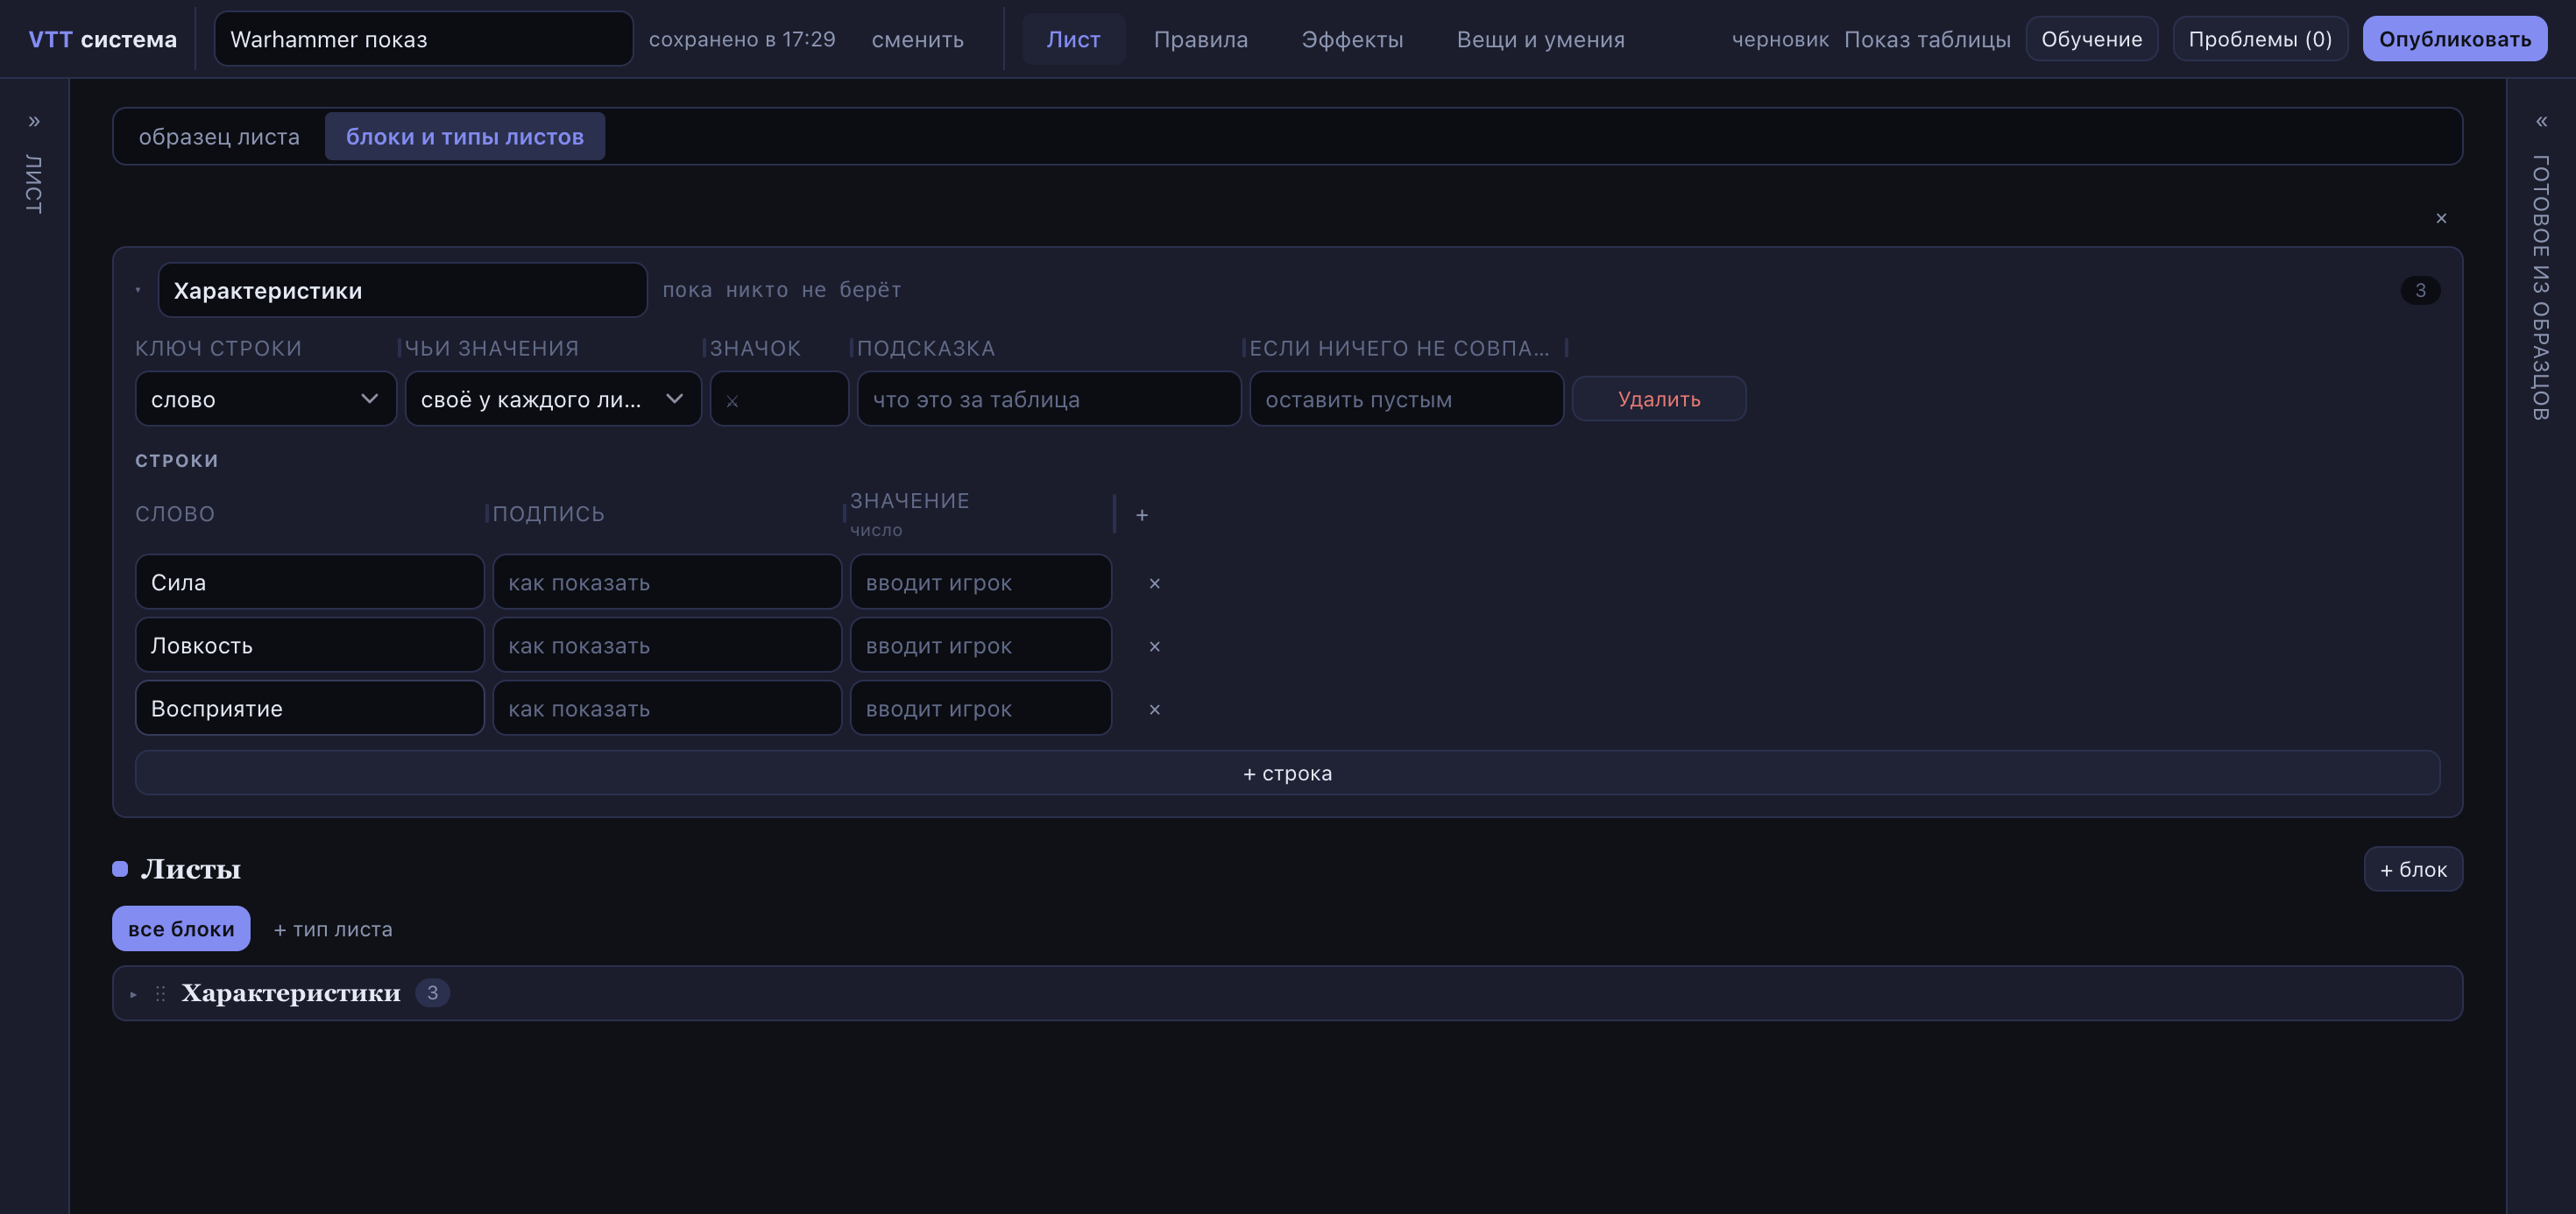 VTT система
Warhammer показ
сохранено в 17:29
сменить
Лист
Правила
Эффекты
Вещи и умения
черновик
Показ таблицы
Обучение
Проблемы (0)
Опубликовать
»
ЛИСТ
образец листа
блоки и типы листов
«
ГОТОВОЕ ИЗ ОБРАЗЦОВ
×
Характеристики
пока никто не берёт
3
КЛЮЧ СТРОКИ
ЧЬИ ЗНАЧЕНИЯ
ЗНАЧОК
ПОДСКАЗКА
ЕСЛИ НИЧЕГО НЕ СОВПА...
слово
своё у каждого ли...
⚔
что это за таблица
оставить пустым
Удалить
СТРОКИ
СЛОВО
ПОДПИСЬ
ЗНАЧЕНИЕ
число
+
Сила
как показать
вводит игрок
×
Ловкость
как показать
вводит игрок
×
Восприятие
как показать
вводит игрок
×
+ строка
Листы
+ блок
все блоки
+ тип листа
Характеристики
3